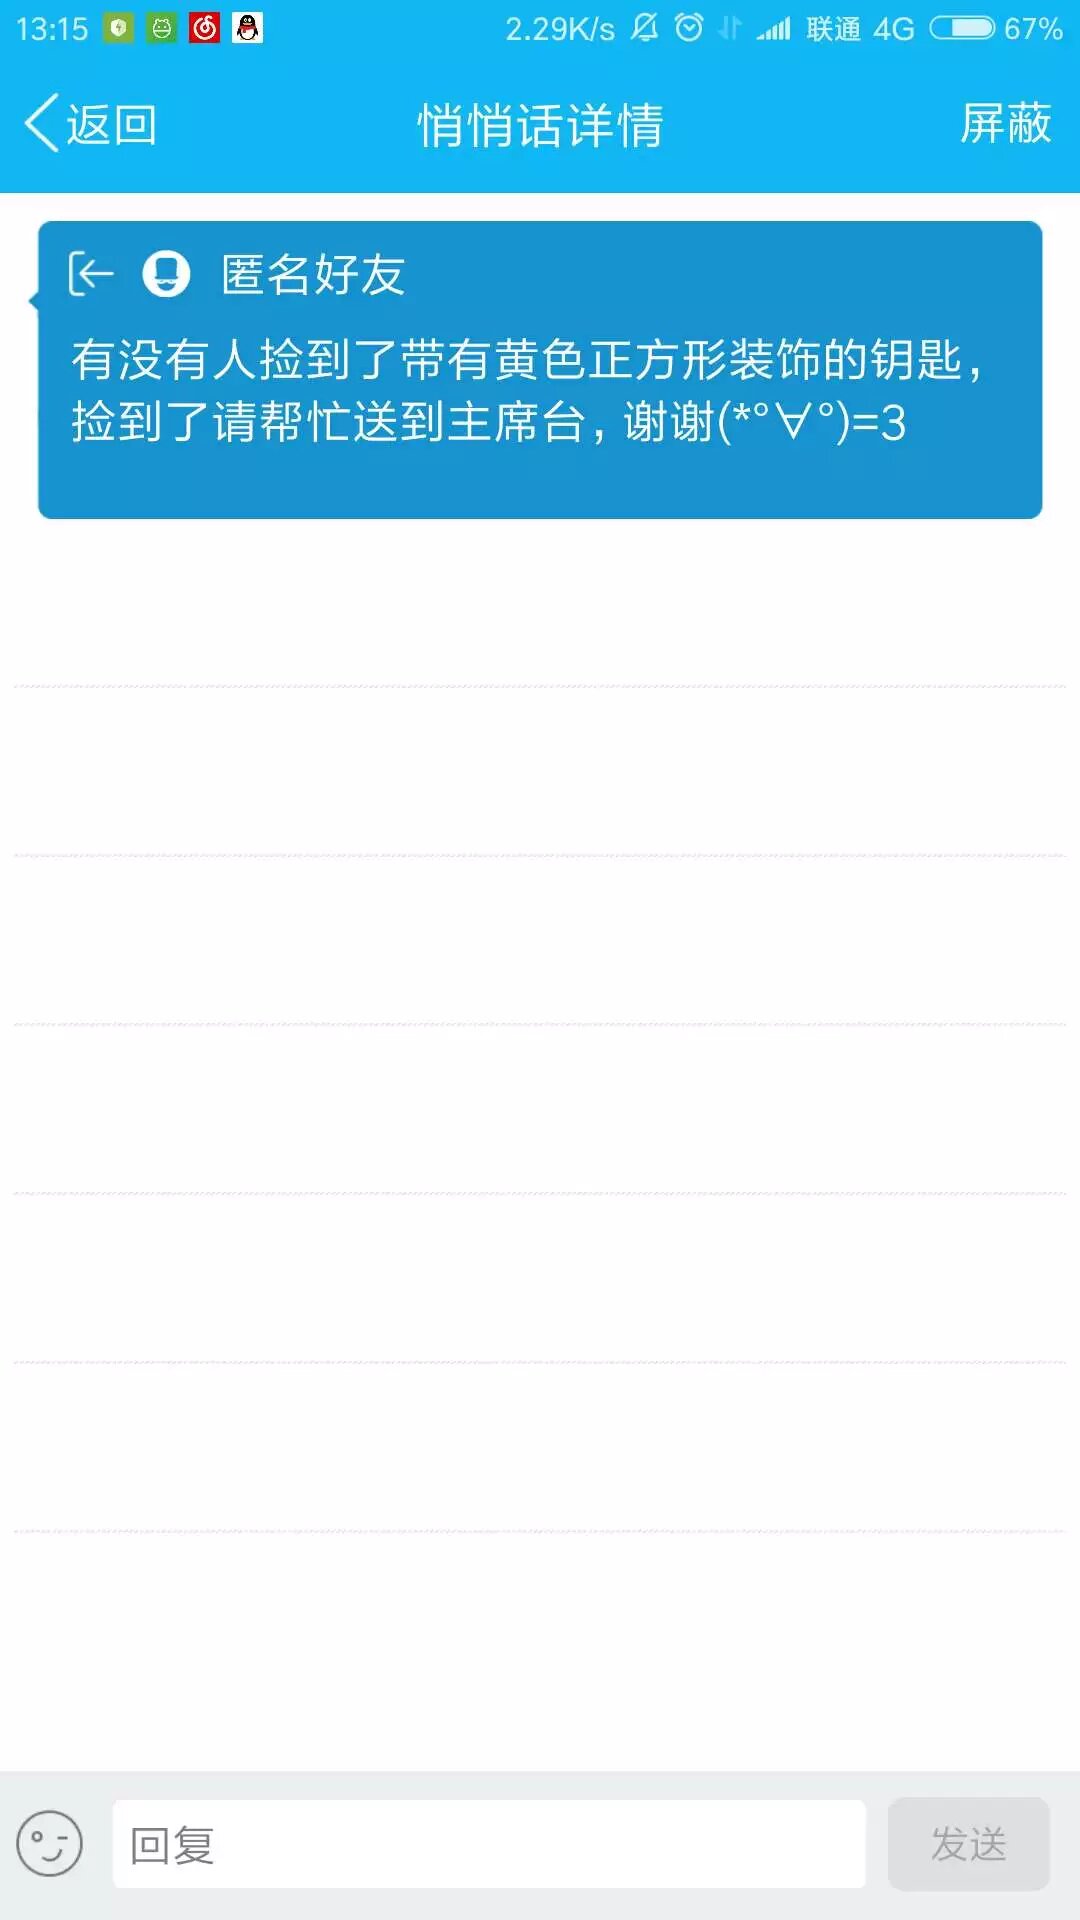 13:15 2.29K/s 联通 4G 67%
返回 悄悄话详情 屏蔽
匿名好友
有没有人捡到了带有黄色正方形装饰的钥匙，
捡到了请帮忙送到主席台，谢谢(*°∀°)=3
回复 发送